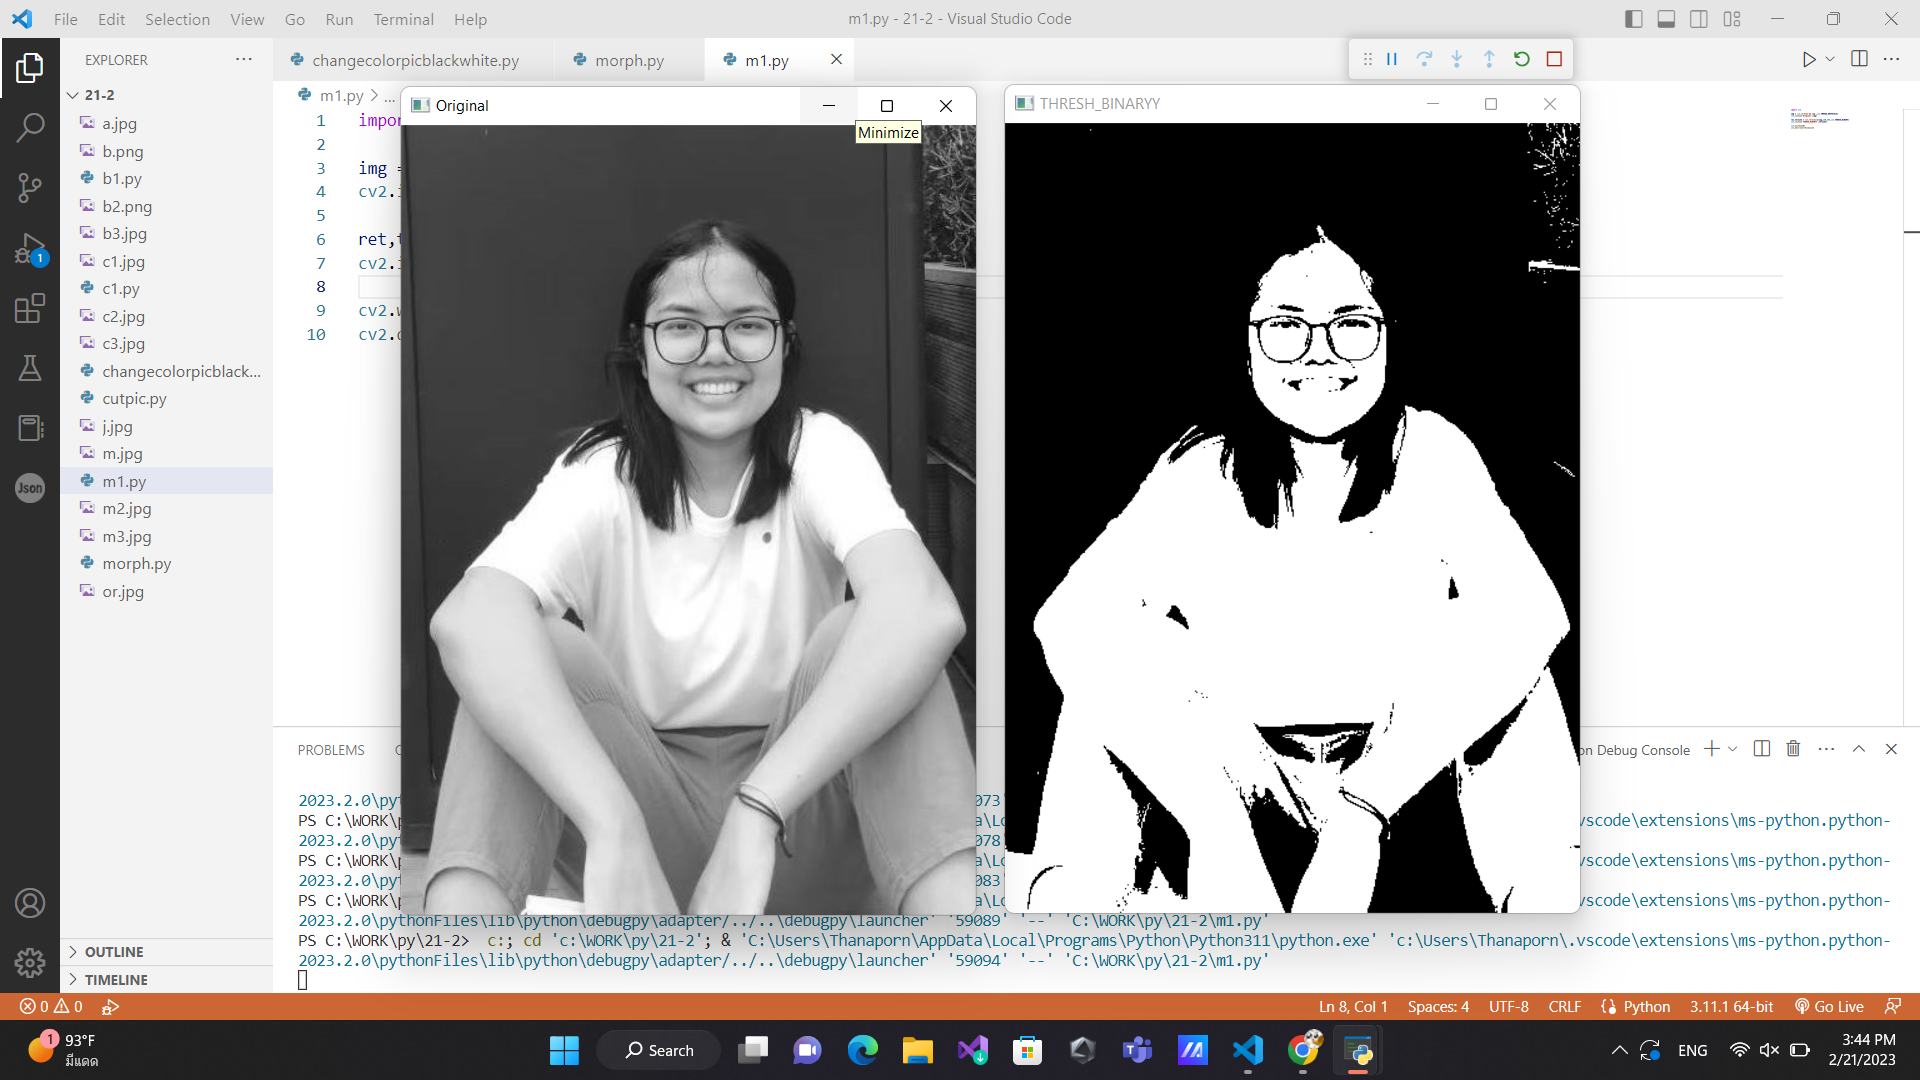 File Edit Selection View Go Run Terminal Help
m1.py - 21-2 - Visual Studio Code
EXPLORER
21-2
a.jpg
b.png
b1.py
b2.png
b3.jpg
c1.jpg
c1.py
c2.jpg
c3.jpg
changecolorpicblack...
cutpic.py
j.jpg
m.jpg
m1.py
m2.jpg
m3.jpg
morph.py
or.jpg
OUTLINE
TIMELINE
1
Json
changecolorpicblackwhite.py
morph.py
m1.py
m1.py > ...
1 impor
2
3 img =
4 cv2.i
5
6 ret,t
7 cv2.i
8
9 cv2.w
10 cv2.d
Original
Minimize
THRESH_BINARYY
PROBLEMS
on Debug Console
2023.2.0\pyt 073
PS C:\WORK\p a\Lo .vscode\extensions\ms-python.python-
2023.2.0\pyt 078
PS C:\WORK\p a\Lo .vscode\extensions\ms-python.python-
2023.2.0\pyt 083
PS C:\WORK\p a\Lo .vscode\extensions\ms-python.python-
2023.2.0\pythonFiles\lib\python\debugpy\adapter/../..\debugpy\launcher' '59089' '--' 'C:\WORK\py\21-2\m1.py'
PS C:\WORK\py\21-2> c:; cd 'c:\WORK\py\21-2'; & 'C:\Users\Thanaporn\AppData\Local\Programs\Python\Python311\python.exe' 'c:\Users\Thanaporn\.vscode\extensions\ms-python.python-
2023.2.0\pythonFiles\lib\python\debugpy\adapter/../..\debugpy\launcher' '59094' '--' 'C:\WORK\py\21-2\m1.py'
0 0
Ln 8, Col 1 Spaces: 4 UTF-8 CRLF Python 3.11.1 64-bit Go Live
1
93°F
มีแดด
Search
ENG
3:44 PM
2/21/2023